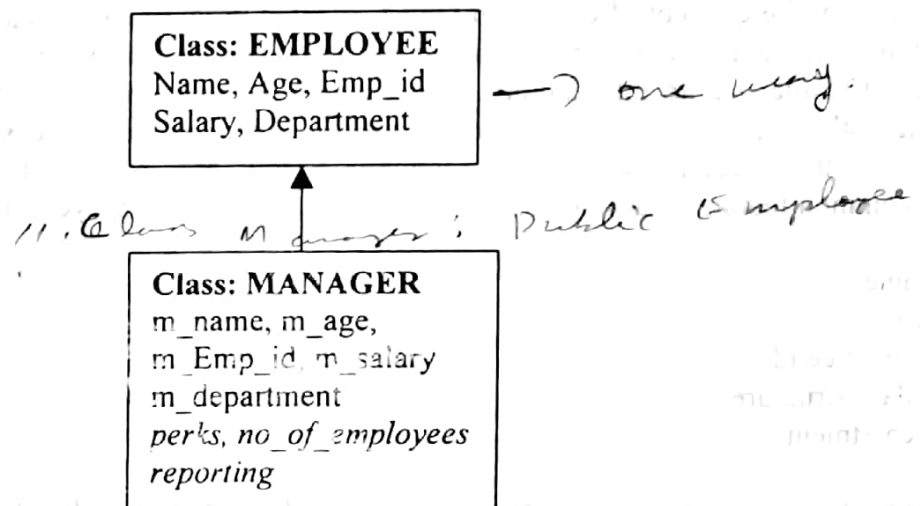 Class: EMPLOYEE
Name, Age, Emp_id
Salary, Department
one way.
Class Manager : Public Employee
Class: MANAGER
m_name, m_age,
m_Emp_id, m_salary
m_department
perks, no_of_employees
reporting